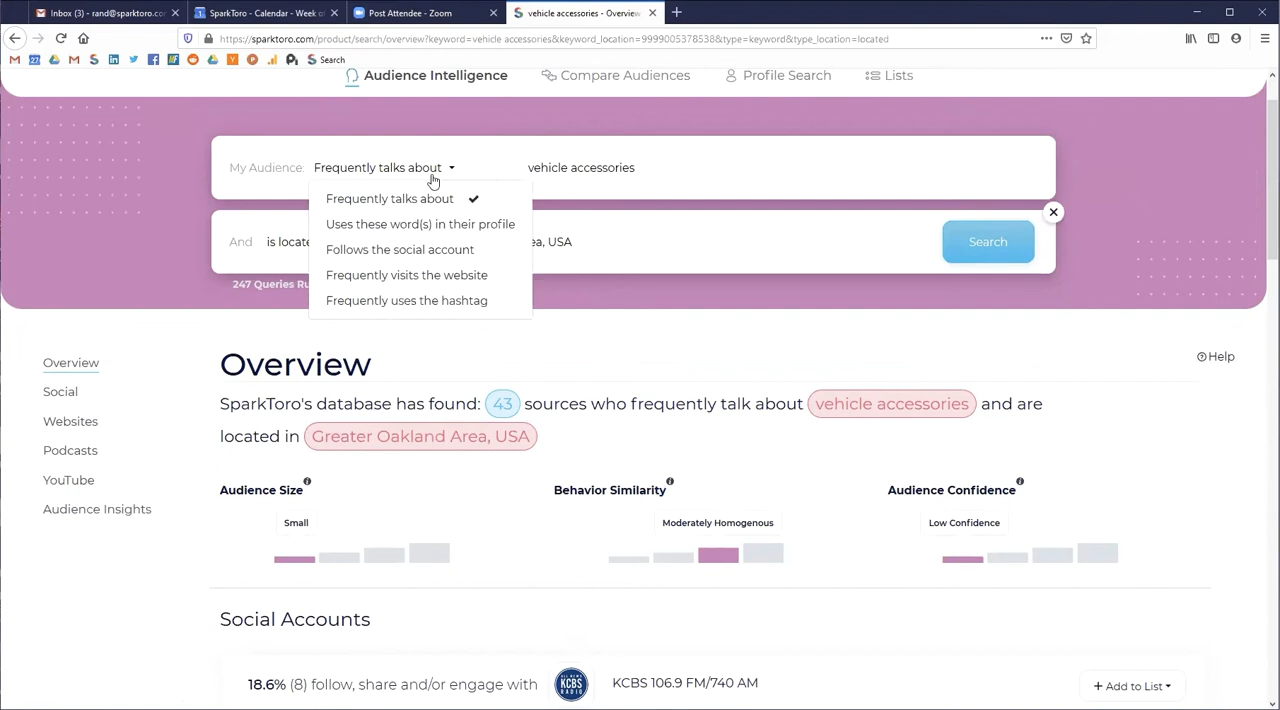 Inbox (3) - rand@sparktoro.com
SparkToro - Calendar - Week of
Post Attendee - Zoom
vehicle accessories - Overview
https://sparktoro.com/product/search/overview?keyword=vehicle accessories&keyword_location=9999005378538&type=keyword&type_location=located
Search
Audience Intelligence
Compare Audiences
Profile Search
Lists
My Audience:
Frequently talks about
vehicle accessories
Frequently talks about
Uses these word(s) in their profile
Follows the social account
Frequently visits the website
Frequently uses the hashtag
And is locate
ea, USA
Search
247 Queries Ru
Overview
Social
Websites
Podcasts
YouTube
Audience Insights
Overview
Help
SparkToro's database has found: 43 sources who frequently talk about vehicle accessories and are
located in Greater Oakland Area, USA
Audience Size
Small
Behavior Similarity
Moderately Homogenous
Audience Confidence
Low Confidence
Social Accounts
18.6% (8) follow, share and/or engage with
KCBS RADIO
KCBS 106.9 FM/740 AM
+ Add to List